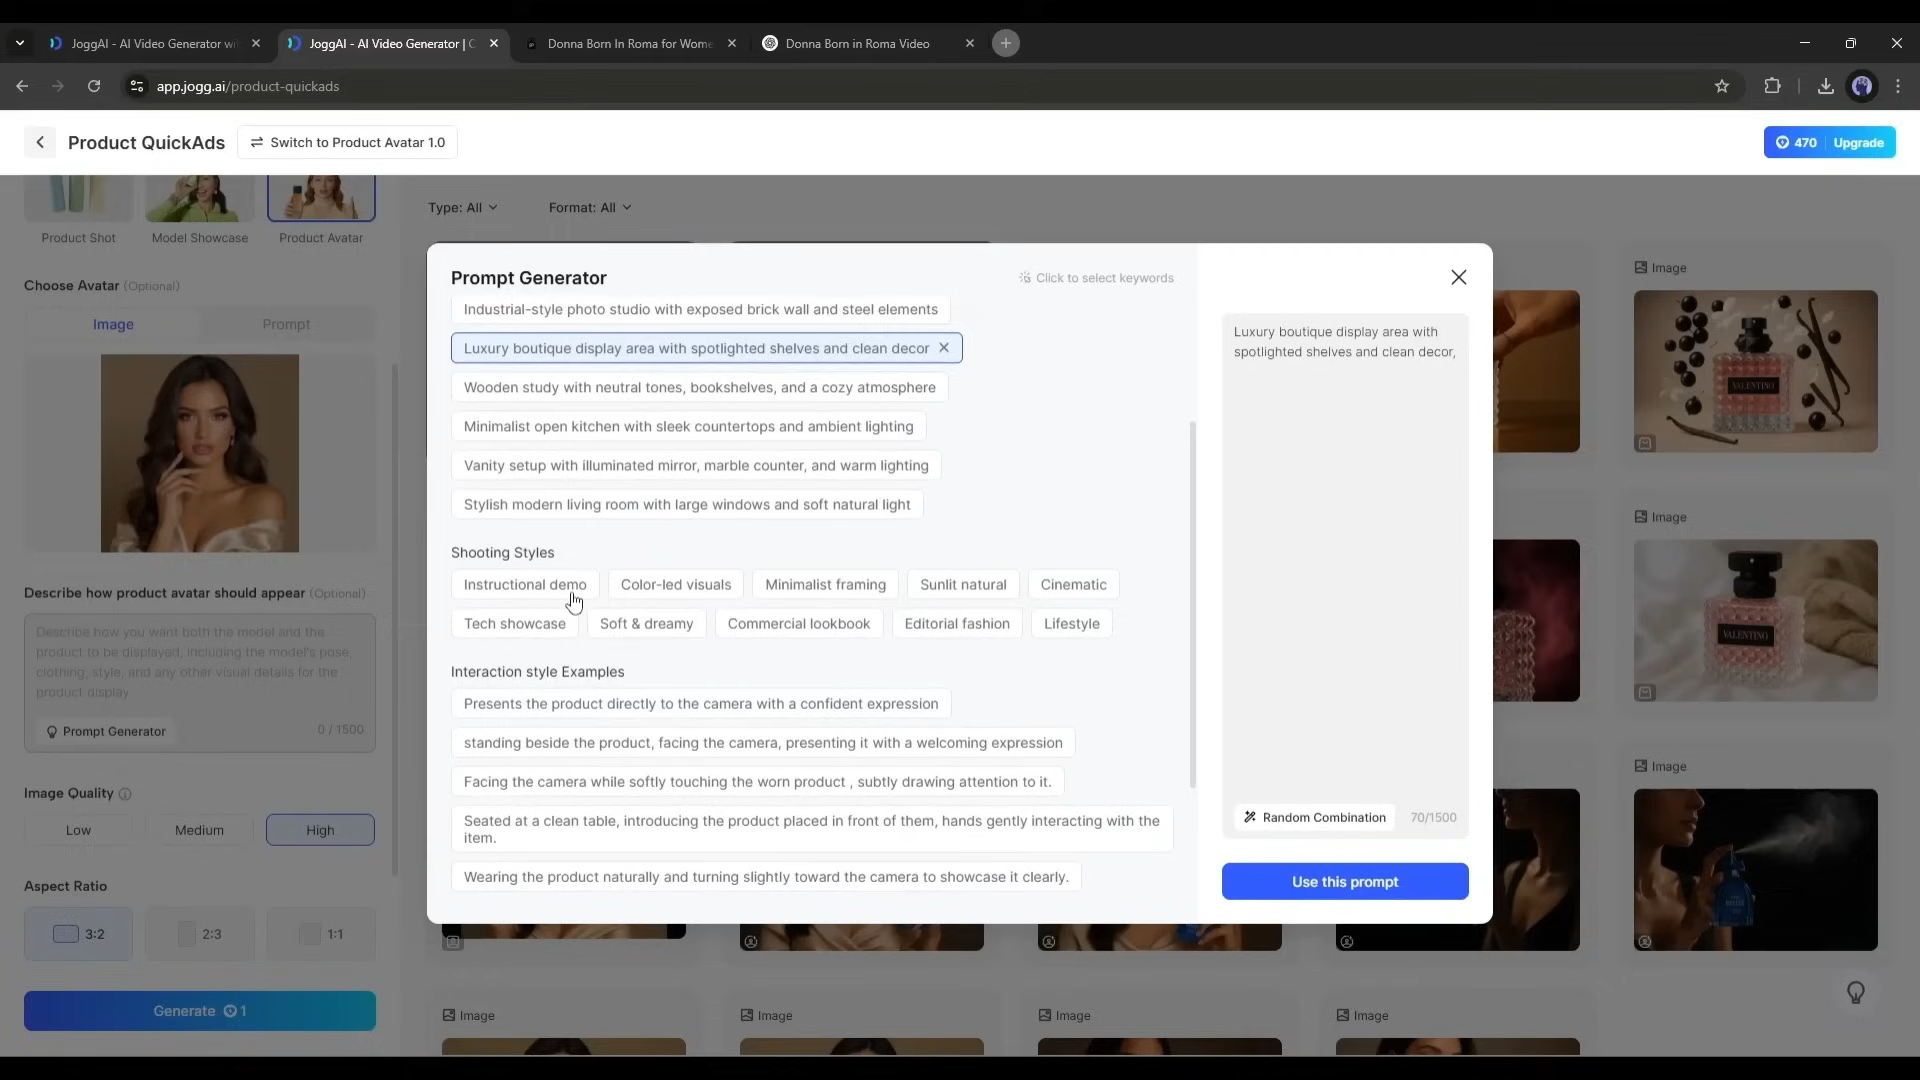 JoggAI - AI Video Generator wi
JoggAI - AI Video Generator | C
Donna Born In Roma for Wome
Donna Born in Roma Video
app.jogg.ai/product-quickads
Product QuickAds
Switch to Product Avatar 1.0
470
Upgrade
Product Shot
Model Showcase
Product Avatar
Choose Avatar (Optional)
Image
Prompt
Describe how product avatar should appear (Optional)
Describe how you want both the model and the
product to be displayed, including the model's pose,
clothing, style, and any other visual details for the
product display
Prompt Generator
0 / 1500
Image Quality
Low
Medium
High
Aspect Ratio
3:2
2:3
1:1
Generate 1
Type: All
Format: All
Prompt Generator
Click to select keywords
Industrial-style photo studio with exposed brick wall and steel elements
Luxury boutique display area with spotlighted shelves and clean decor
Wooden study with neutral tones, bookshelves, and a cozy atmosphere
Minimalist open kitchen with sleek countertops and ambient lighting
Vanity setup with illuminated mirror, marble counter, and warm lighting
Stylish modern living room with large windows and soft natural light
Shooting Styles
Instructional demo
Color-led visuals
Minimalist framing
Sunlit natural
Cinematic
Tech showcase
Soft & dreamy
Commercial lookbook
Editorial fashion
Lifestyle
Interaction style Examples
Presents the product directly to the camera with a confident expression
standing beside the product, facing the camera, presenting it with a welcoming expression
Facing the camera while softly touching the worn product , subtly drawing attention to it.
Seated at a clean table, introducing the product placed in front of them, hands gently interacting with the
item.
Wearing the product naturally and turning slightly toward the camera to showcase it clearly.
Luxury boutique display area with
spotlighted shelves and clean decor,
Random Combination
70/1500
Use this prompt
Image
VALENTINO
Image
VALENTINO
Image
Image
Image
Image
Image